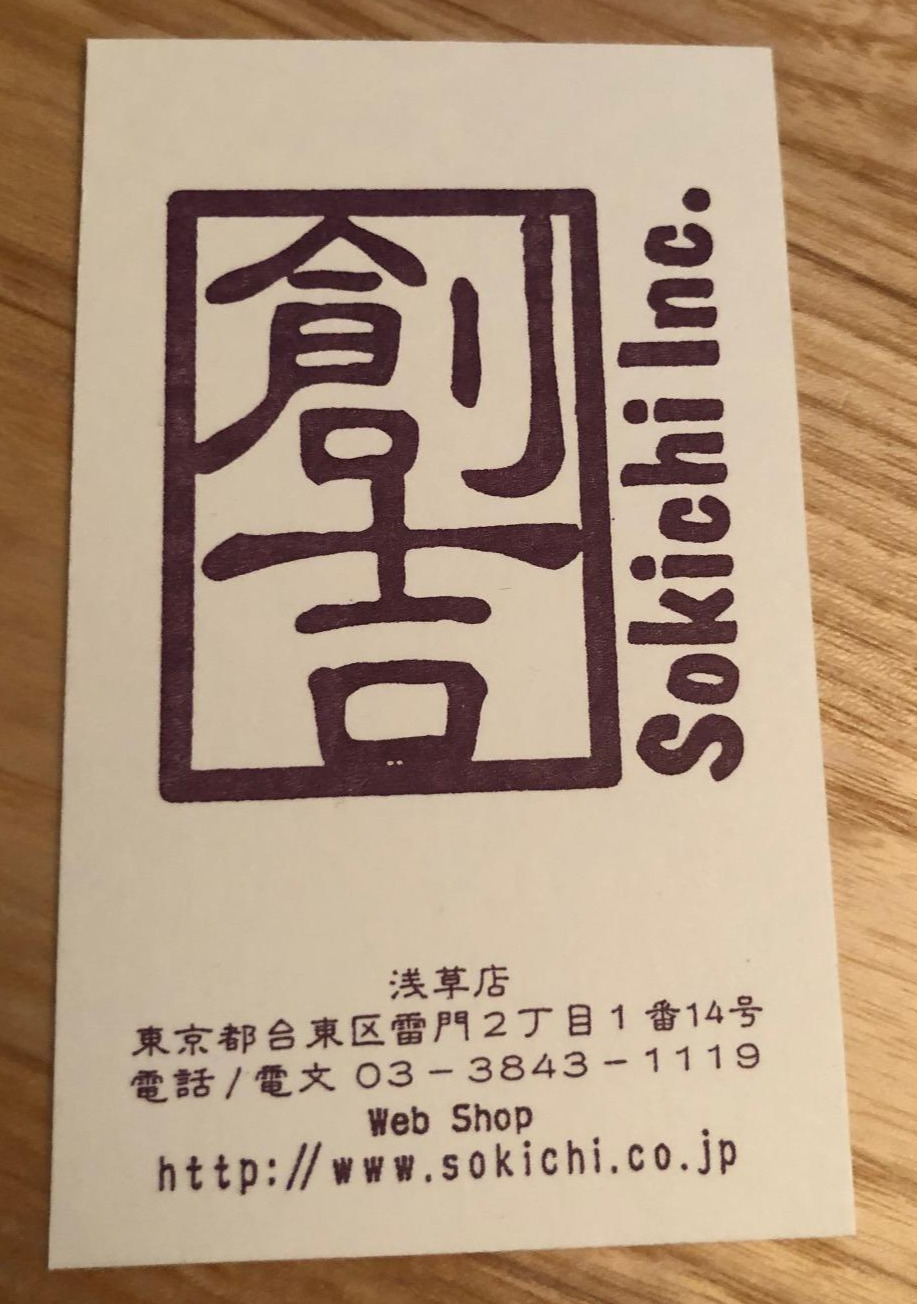 創吉
Sokichi Inc.
浅草店
東京都台東区雷門2丁目1番14号
電話/電文 03-3843-1119
Web Shop
http://www.sokichi.co.jp